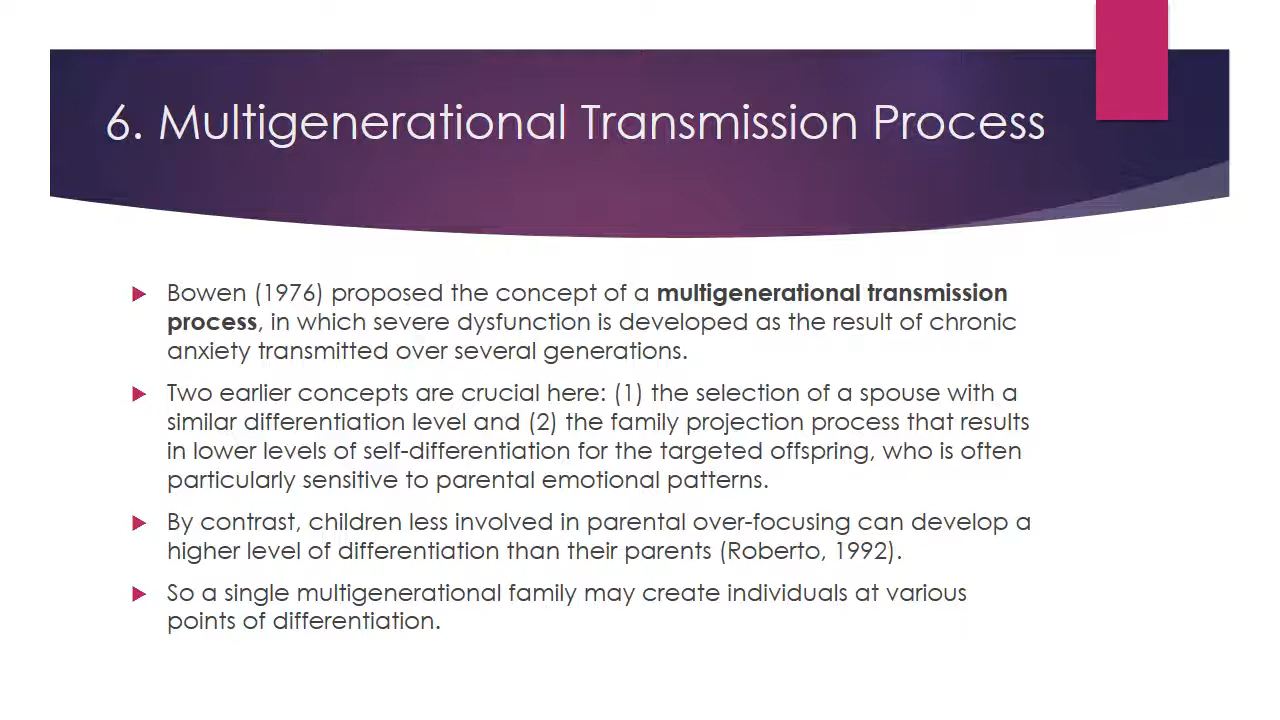 6. Multigenerational Transmission Process
Bowen (1976) proposed the concept of a multigenerational transmission
process, in which severe dysfunction is developed as the result of chronic
anxiety transmitted over several generations.
Two earlier concepts are crucial here: (1) the selection of a spouse with a
similar differentiation level and (2) the family projection process that results
in lower levels of self-differentiation for the targeted offspring, who is often
particularly sensitive to parental emotional patterns.
By contrast, children less involved in parental over-focusing can develop a
higher level of differentiation than their parents (Roberto, 1992).
So a single multigenerational family may create individuals at various
points of differentiation.